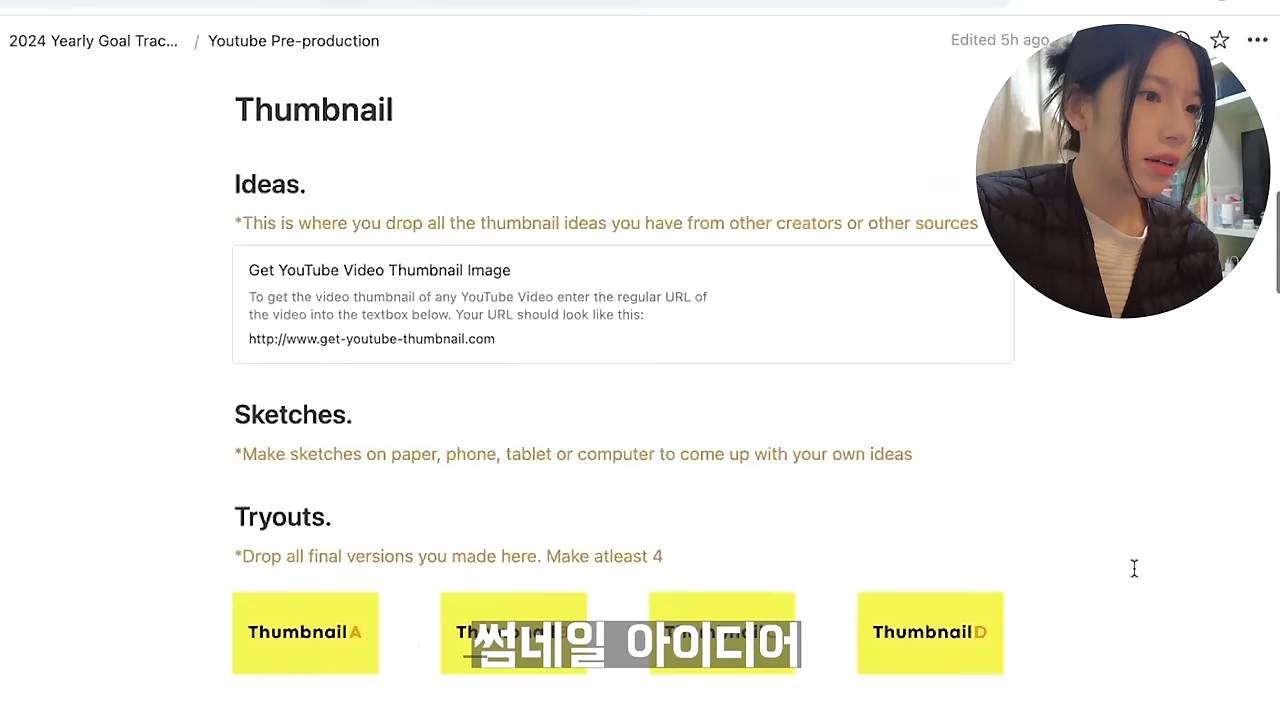 2024 Yearly Goal Trac... / Youtube Pre-production
Edited 5h ago
Thumbnail
Ideas.
*This is where you drop all the thumbnail ideas you have from other creators or other sources
Get YouTube Video Thumbnail Image
To get the video thumbnail of any YouTube Video enter the regular URL of
the video into the textbox below. Your URL should look like this:
http://www.get-youtube-thumbnail.com
Sketches.
*Make sketches on paper, phone, tablet or computer to come up with your own ideas
Tryouts.
*Drop all final versions you made here. Make atleast 4
ThumbnailA
ThumbnailD
썸네일 아이디어